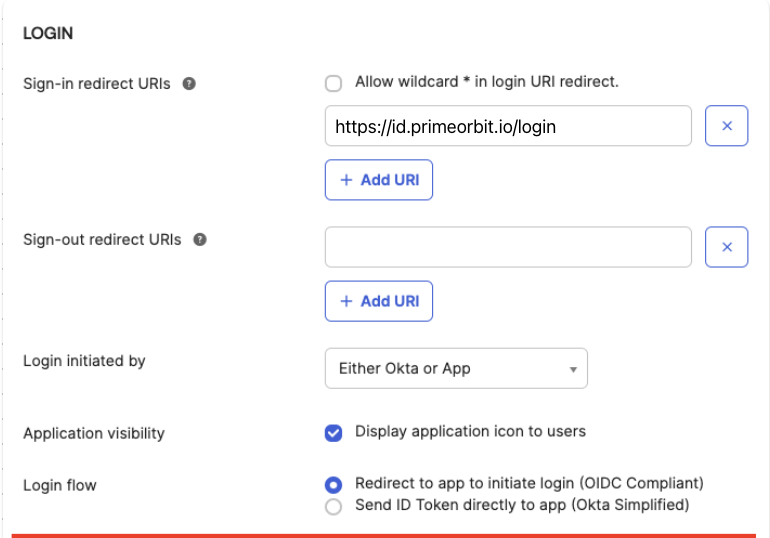 LOGIN
Sign-in redirect URIs ?
Allow wildcard * in login URI redirect.
https://id.primeorbit.io/login ×
+ Add URI
Sign-out redirect URIs ?
×
+ Add URI
Login initiated by
Either Okta or App
Application visibility
Display application icon to users
Login flow
Redirect to app to initiate login (OIDC Compliant)
Send ID Token directly to app (Okta Simplified)